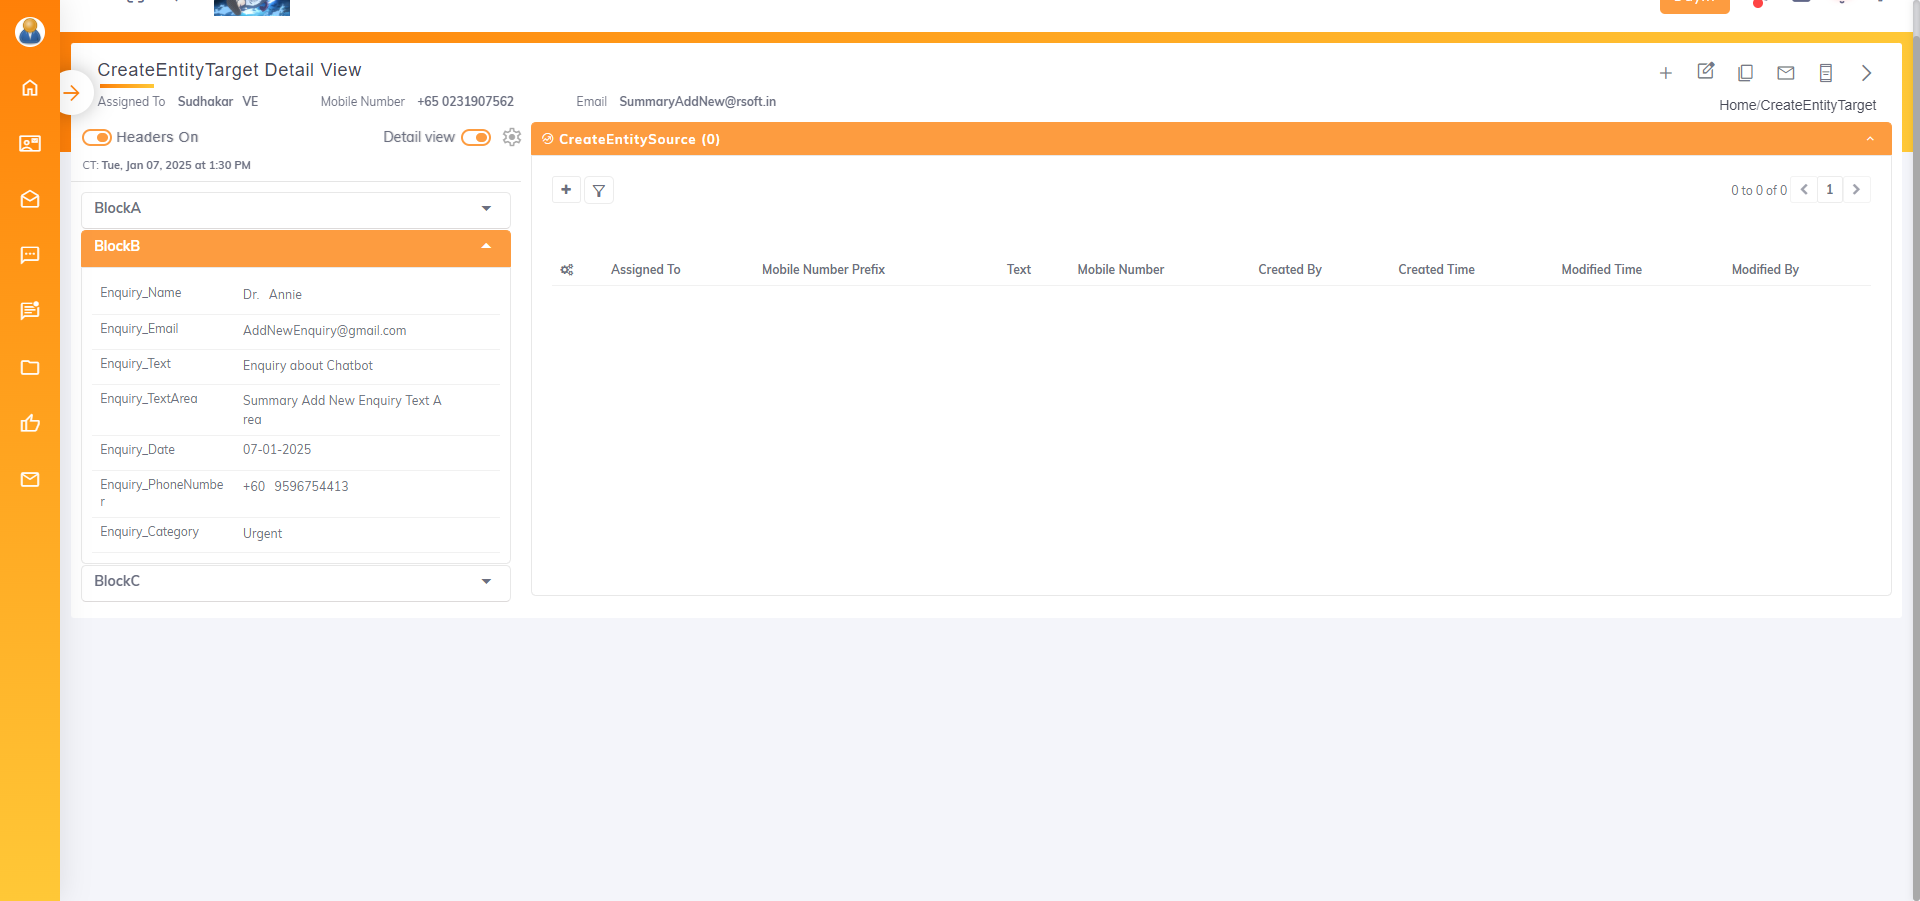 CreateEntityTarget Detail View
Assigned To Sudhakar VE Mobile Number +65 0231907562 Email SummaryAddNew@rsoft.in
Home/CreateEntityTarget
Headers On Detail view
CT: Tue, Jan 07, 2025 at 1:30 PM
BlockA
BlockB
Enquiry_Name Dr. Annie
Enquiry_Email AddNewEnquiry@gmail.com
Enquiry_Text Enquiry about Chatbot
Enquiry_TextArea Summary Add New Enquiry Text A
rea
Enquiry_Date 07-01-2025
Enquiry_PhoneNumbe +60 9596754413
r
Enquiry_Category Urgent
BlockC
CreateEntitySource (0)
0 to 0 of 0 1
Assigned To Mobile Number Prefix Text Mobile Number Created By Created Time Modified Time Modified By